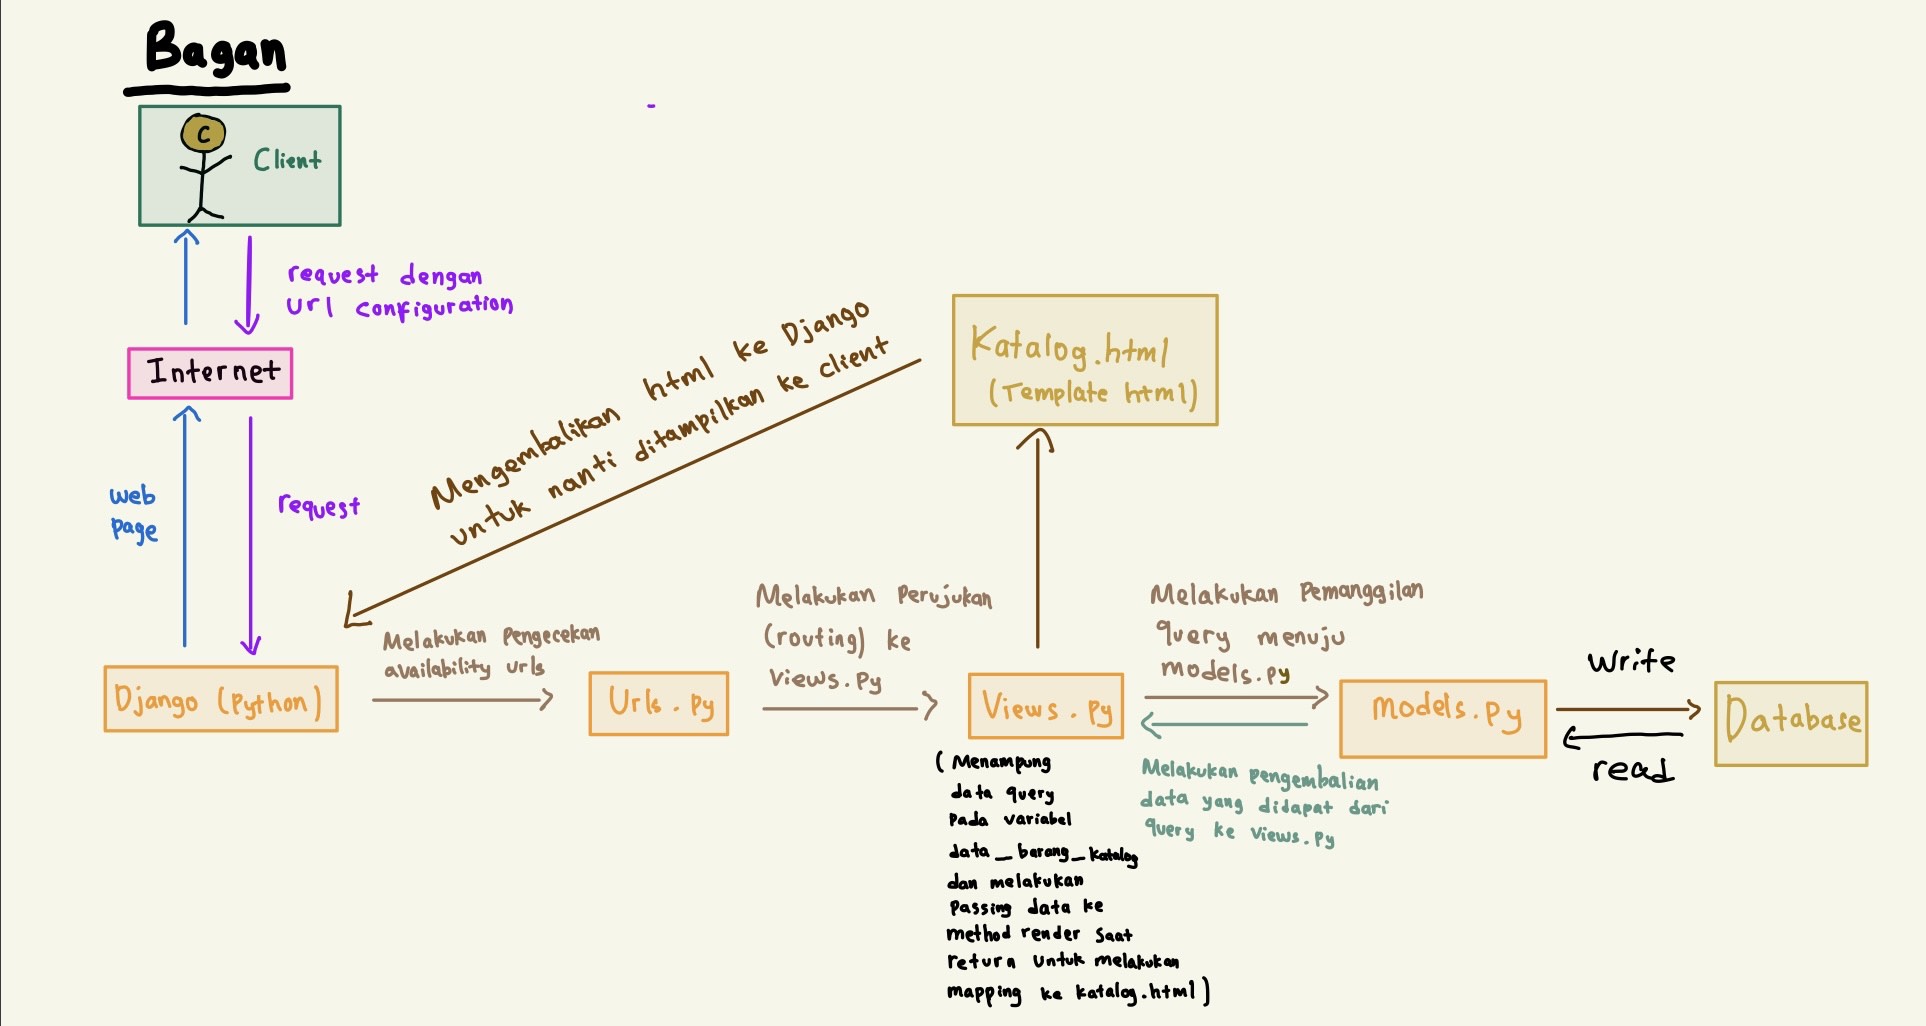 Bagan
C
Client
request dengan
url configuration
Internet
web
page
request
Mengembalikan html ke Django
untuk nanti ditampilkan ke client
Katalog.html
(Template html)
Django (Python)
Melakukan Pengecekan
availability urls
Urls.py
Melakukan Perujukan
(routing) ke
Views.Py
Views.Py
(Menampung
data query
pada variabel
data_barang_katalog
dan melakukan
Passing data ke
method render saat
return untuk melakukan
mapping ke katalog.html)
Melakukan Pemanggilan
query menuju
models.py
Melakukan pengembalian
data yang didapat dari
query ke views.Py
models.py
write
read
Database